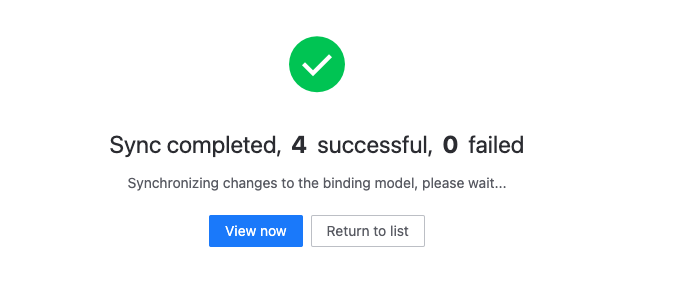 Sync completed, 4 successful, 0 failed
Synchronizing changes to the binding model, please wait...
View now Return to list